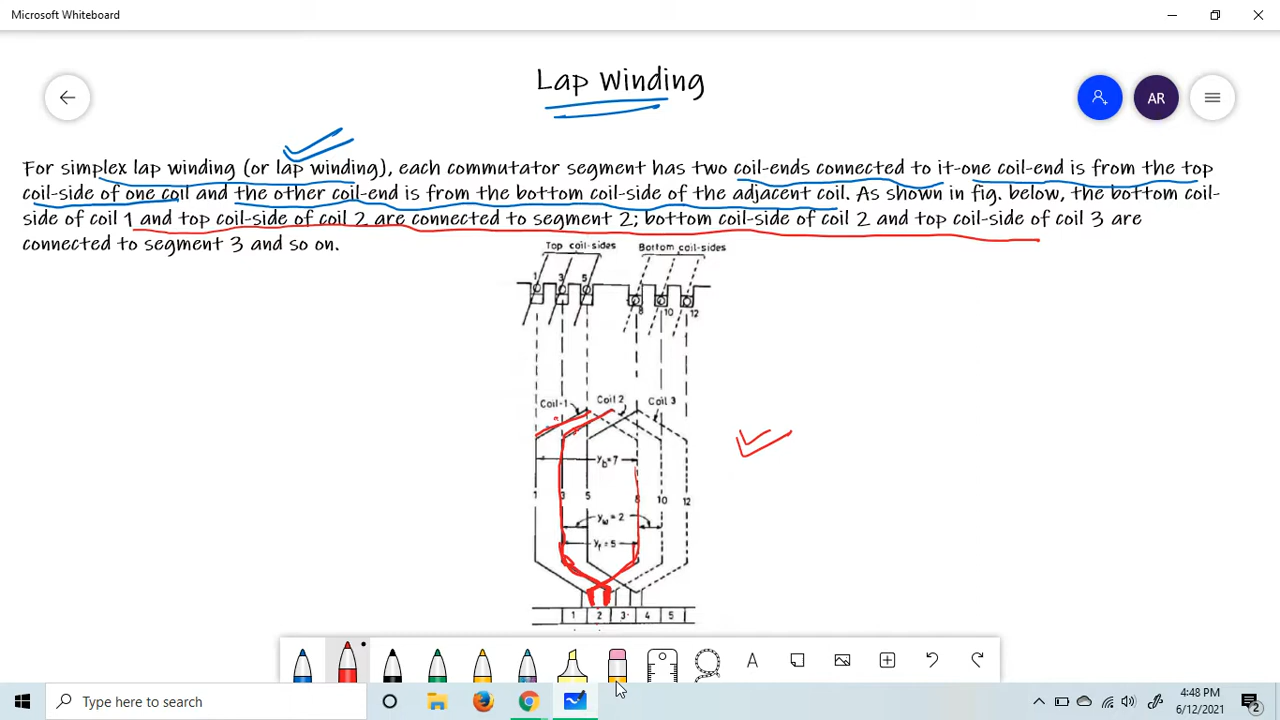 Microsoft Whiteboard
Lap Winding
AR
For simplex lap winding (or lap winding), each commutator segment has two coil-ends connected to it-one coil-end is from the top
coil-side of one coil and the other coil-end is from the bottom coil-side of the adjacent coil. As shown in fig. below, the bottom coil-
side of coil 1 and top coil-side of coil 2 are connected to segment 2; bottom coil-side of coil 2 and top coil-side of coil 3 are
connected to segment 3 and so on.
Top coil-sides Bottom coil-sides
1 3 5
8 10 12
Coil-1 Coil 2 Coil 3
yb=7
1 3 5 8 10 12
yw=2
yf=5
1 2 3 4 5
A
Type here to search
4:48 PM
6/12/2021
2